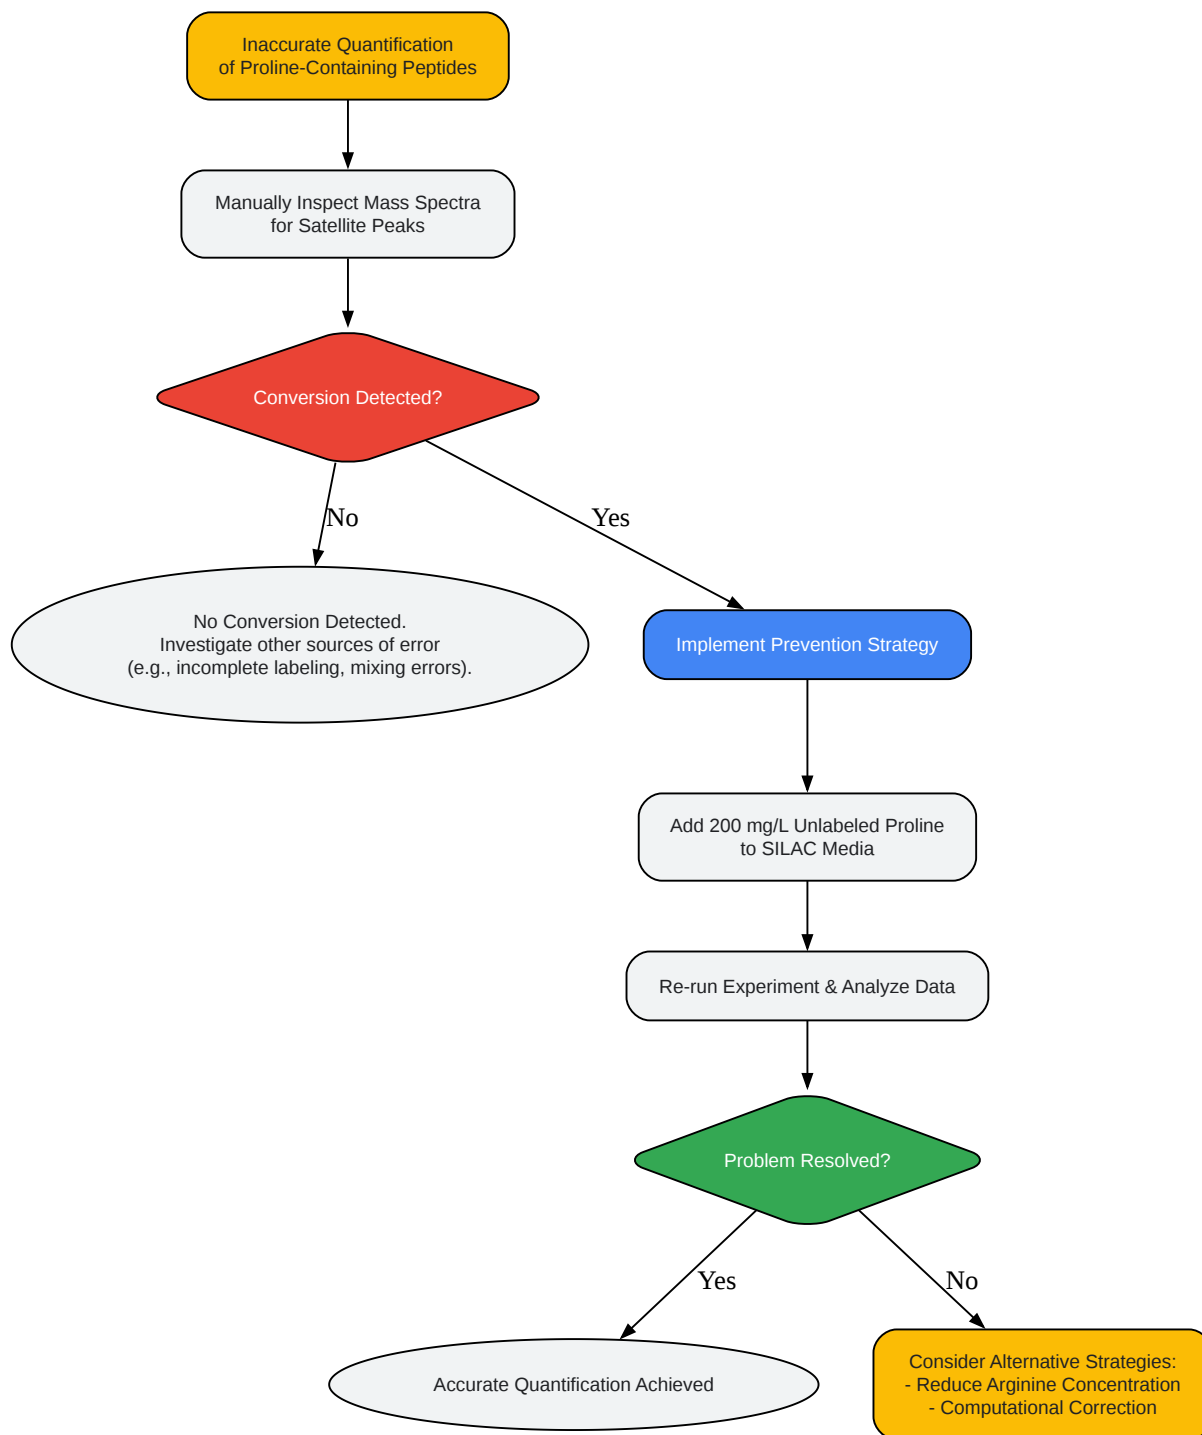 Inaccurate Quantification
of Proline-Containing Peptides
Manually Inspect Mass Spectra
for Satellite Peaks
Conversion Detected?
No
Yes
No Conversion Detected.
Investigate other sources of error
(e.g., incomplete labeling, mixing errors).
Implement Prevention Strategy
Add 200 mg/L Unlabeled Proline
to SILAC Media
Re-run Experiment & Analyze Data
Problem Resolved?
Yes
No
Accurate Quantification Achieved
Consider Alternative Strategies:
- Reduce Arginine Concentration
- Computational Correction